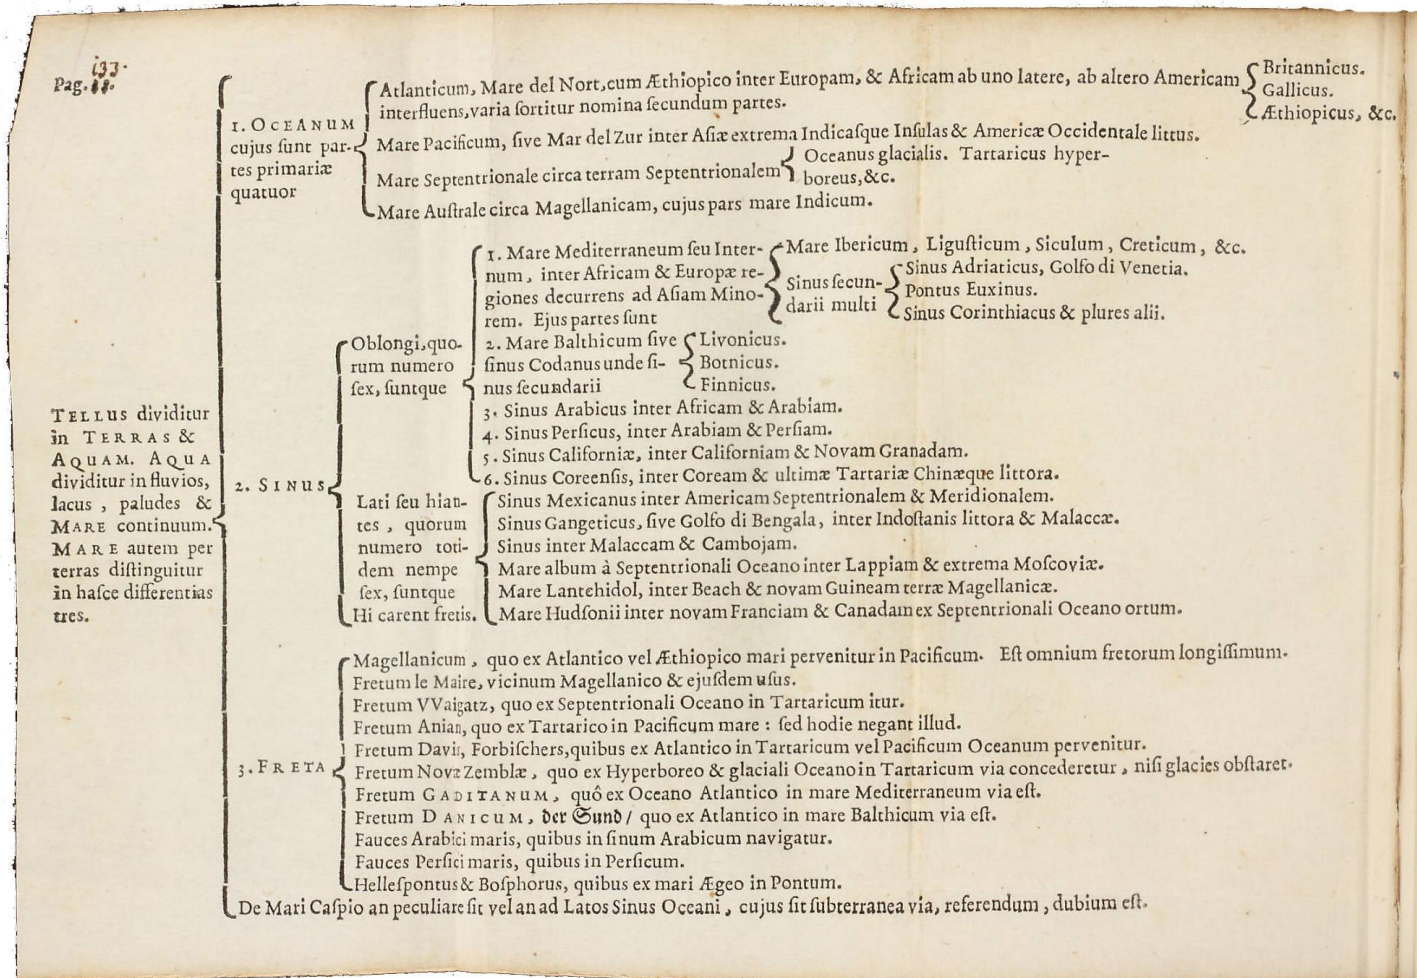 133.
Pag. 11.
TELLUS dividitur
in TERRAS &
AQUAM. AQUA
dividitur in fluvios,
lacus, paludes &
MARE continuum.
MARE autem per
terras diſtinguitur
in haſce differentias
tres.
1. OCEANUM
cujus ſunt par-
tes primariæ
quatuor
Atlanticum, Mare del Nort, cum Æthiopico inter Europam, & Africam ab uno latere, ab altero Americam
interfluens, varia ſortitur nomina ſecundum partes.
Britannicus.
Gallicus.
Æthiopicus, &c.
Mare Pacificum, ſive Mar del Zur inter Aſiæ extrema Indicaſque Inſulas & Americæ Occidentale littus.
Mare Septentrionale circa terram Septentrionalem
Oceanus glacialis. Tartaricus hyper-
boreus, &c.
Mare Auſtrale circa Magellanicam, cujus pars mare Indicum.
2. SINUS
Oblongi, quo-
rum numero
ſex, ſuntque
1. Mare Mediterraneum ſeu Inter-
num, inter Africam & Europæ re-
giones decurrens ad Aſiam Mino-
rem. Ejus partes ſunt
Mare Ibericum, Liguſticum, Siculum, Creticum, &c.
Sinus ſecun-
darii multi
Sinus Adriaticus, Golfo di Venetia.
Pontus Euxinus.
Sinus Corinthiacus & plures alii.
2. Mare Balthicum ſive
ſinus Codanus unde ſi-
nus ſecundarii
Livonicus.
Botnicus.
Finnicus.
3. Sinus Arabicus inter Africam & Arabiam.
4. Sinus Perſicus, inter Arabiam & Perſiam.
5. Sinus Californiæ, inter Californiam & Novam Granadam.
6. Sinus Coreenſis, inter Coream & ultimæ Tartariæ Chinæque littora.
Lati ſeu hian-
tes, quorum
numero toti-
dem nempe
ſex, ſuntque
Hi carent fretis.
Sinus Mexicanus inter Americam Septentrionalem & Meridionalem.
Sinus Gangeticus, ſive Golfo di Bengala, inter Indoſtanis littora & Malaccæ.
Sinus inter Malaccam & Cambojam.
Mare album à Septentrionali Oceano inter Lappiam & extrema Moſcoviæ.
Mare Lantchidol, inter Beach & novam Guineam terræ Magellanicæ.
Mare Hudſonii inter novam Franciam & Canadam ex Septentrionali Oceano ortum.
3. FRETA
Magellanicum, quo ex Atlantico vel Æthiopico mari pervenitur in Pacificum. Eſt omnium fretorum longiſſimum.
Fretum le Maire, vicinum Magellanico & ejuſdem uſus.
Fretum VVaigatz, quo ex Septentrionali Oceano in Tartaricum itur.
Fretum Anian, quo ex Tartarico in Pacificum mare: ſed hodie negant illud.
Fretum Davis, Forbiſchers, quibus ex Atlantico in Tartaricum vel Pacificum Oceanum pervenitur.
Fretum Novæ Zemblæ, quo ex Hyperboreo & glaciali Oceano in Tartaricum via concederetur, niſi glacies obſtaret.
Fretum GADITANUM, quô ex Oceano Atlantico in mare Mediterraneum via eſt.
Fretum DANICUM, der Sund/ quo ex Atlantico in mare Balthicum via eſt.
Fauces Arabici maris, quibus in ſinum Arabicum navigatur.
Fauces Perſici maris, quibus in Perſicum.
Helleſpontus & Boſphorus, quibus ex mari Ægeo in Pontum.
De Mari Caſpio an peculiare ſit vel an ad Latos Sinus Oceani, cujus ſit ſubterranea via, referendum, dubium eſt.